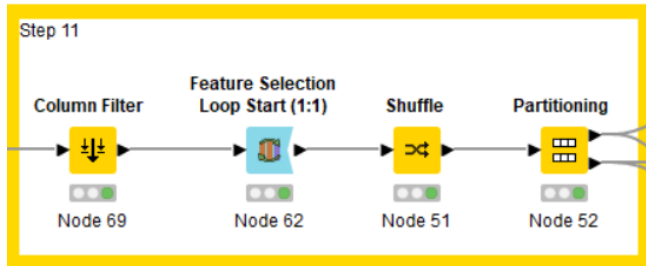 Step 11
Feature Selection
Column Filter
Loop Start (1:1)
Shuffle
Partitioning
Node 69
Node 62
Node 51
Node 52